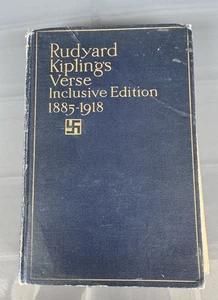 Rudyard
Kipling's
Verse
Inclusive Edition
1885-1918